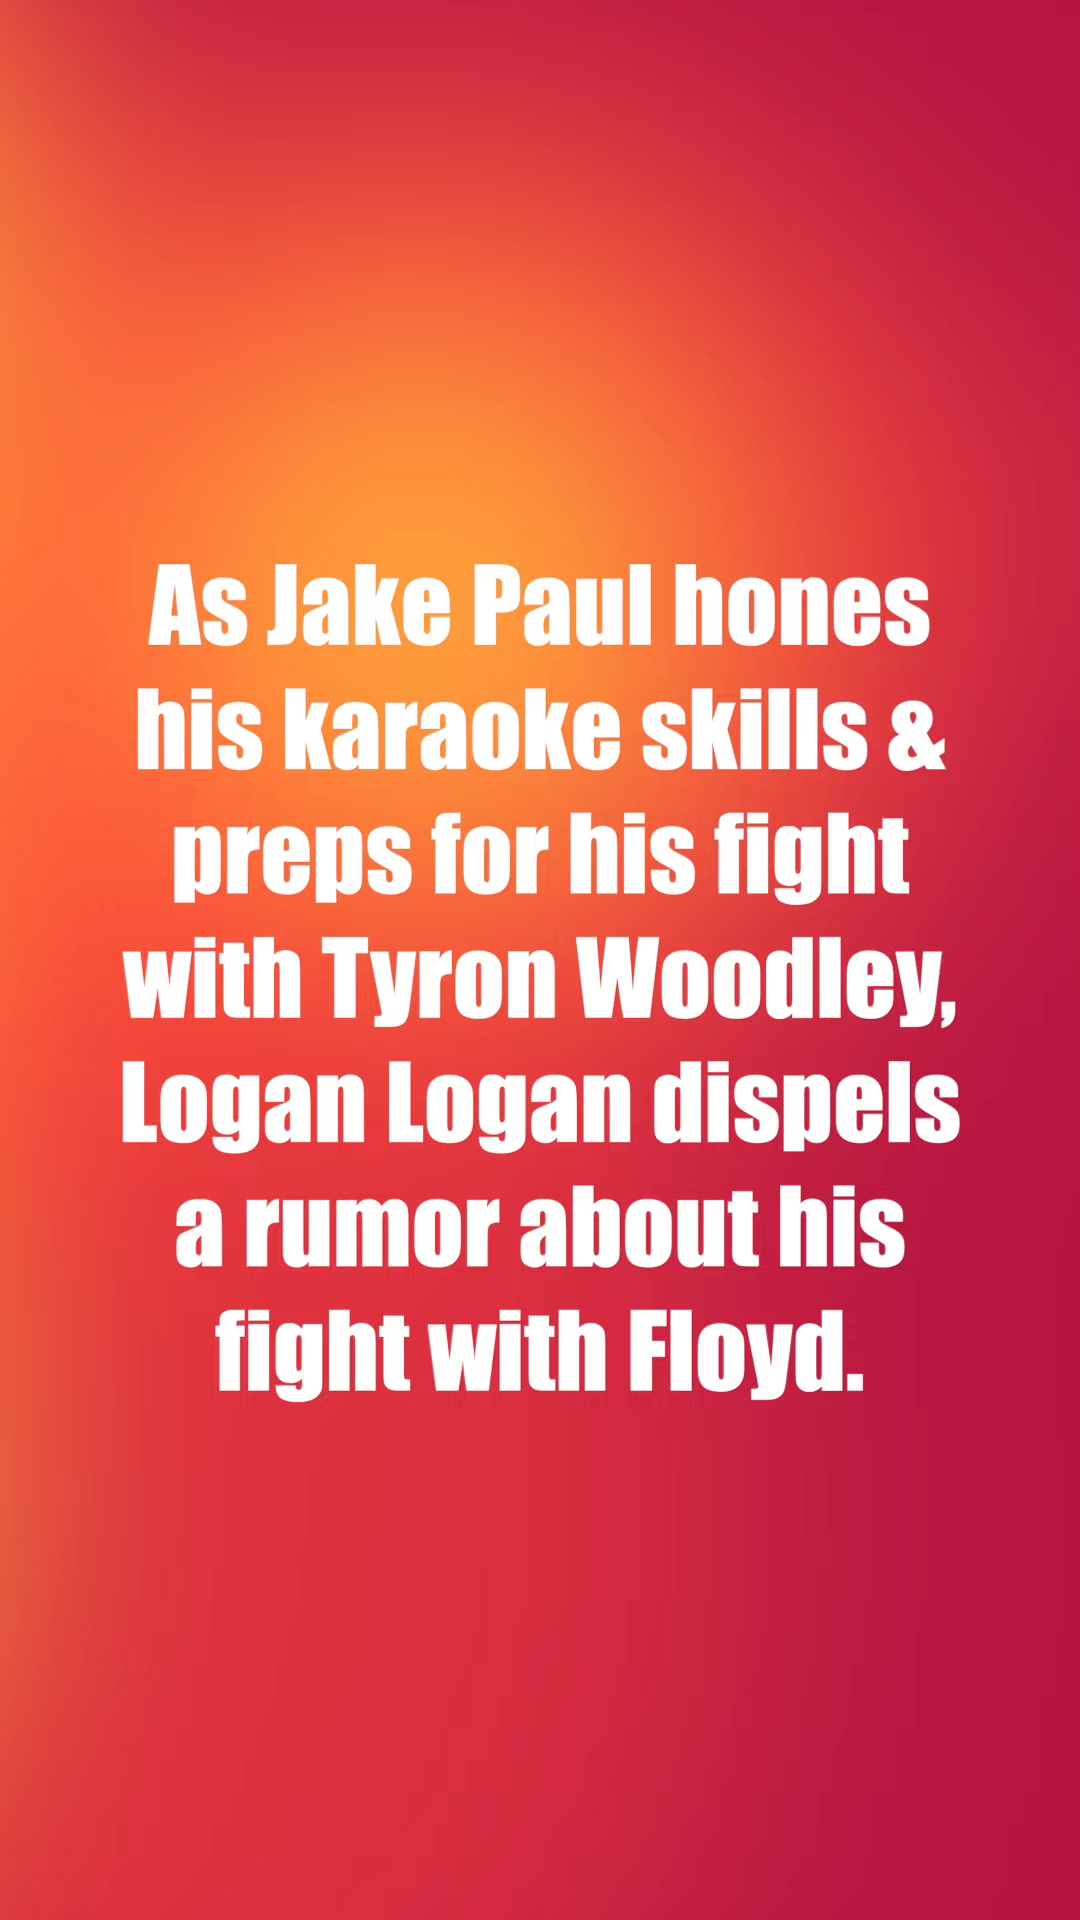 As Jake Paul hones
his karaoke skills &
preps for his fight
with Tyron Woodley,
Logan Logan dispels
a rumor about his
fight with Floyd.